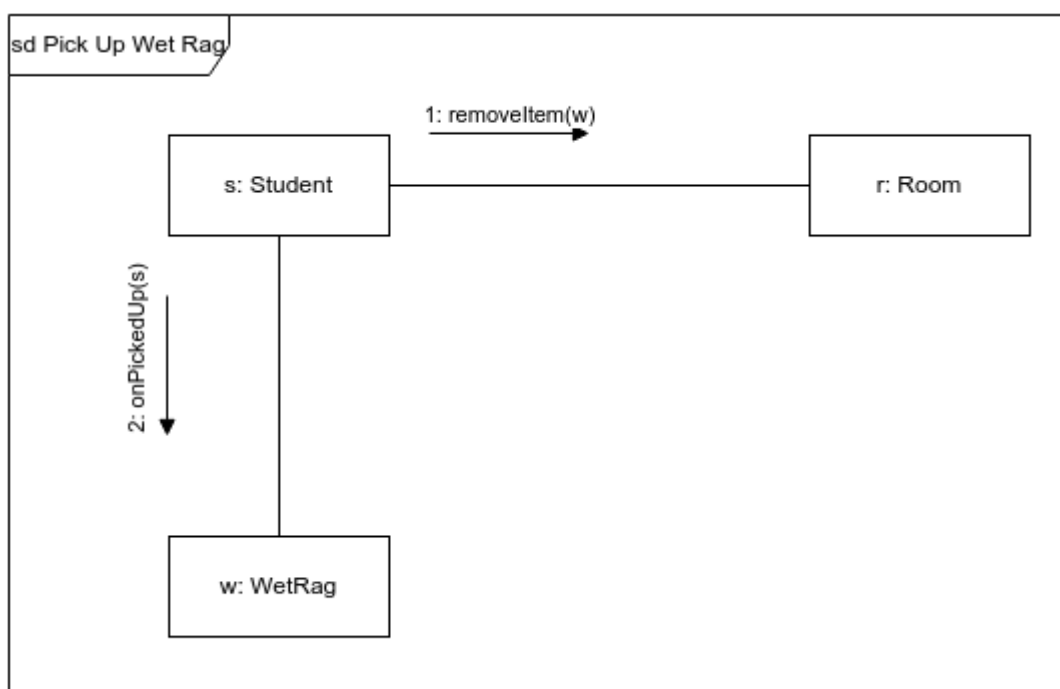 sd Pick Up Wet Rag
1: removeItem(w)
s: Student
r: Room
2: onPickedUp(s)
w: WetRag